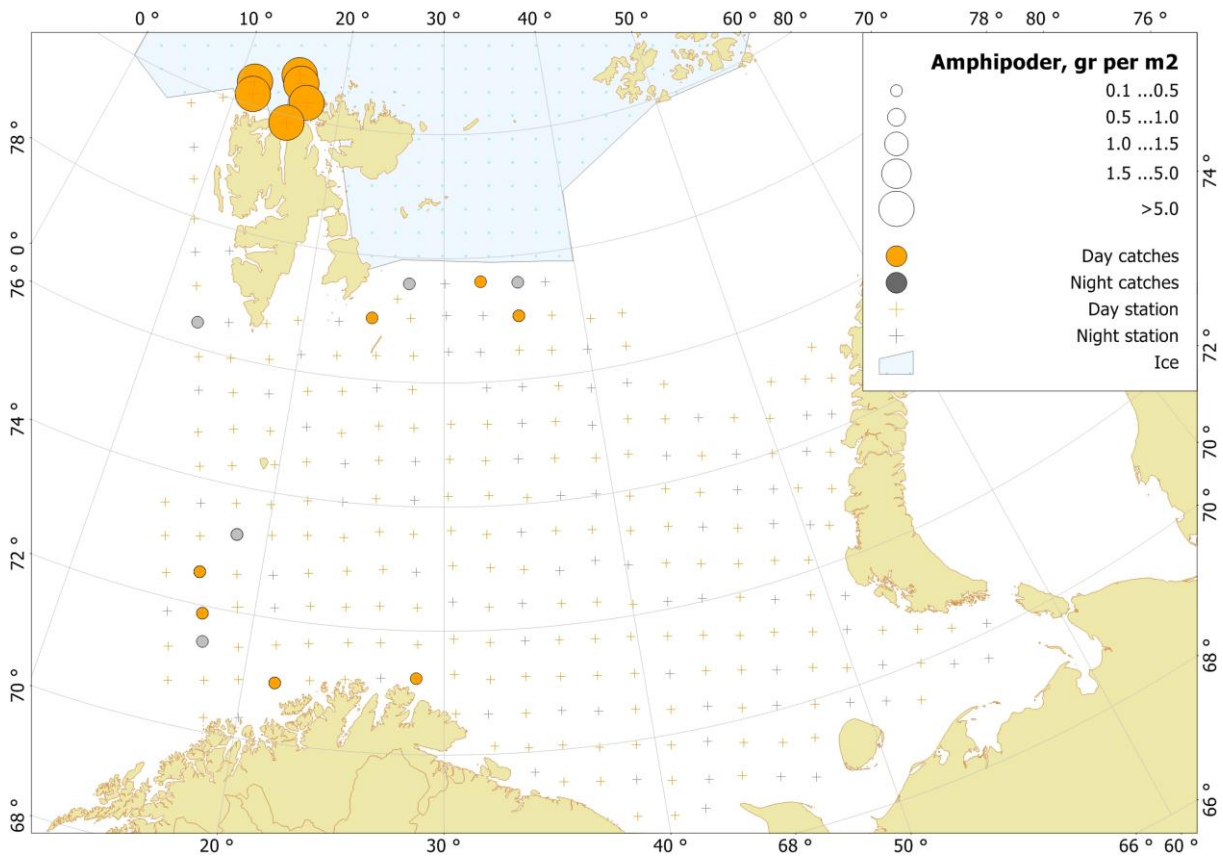 0 ° 10 ° 20 ° 30 ° 40 ° 50 ° 60 ° 70 ° 78 ° 80 ° 76 °
Amphipoder, gr per m2
0.1 ...0.5
0.5 ...1.0
1.0 ...1.5
1.5 ...5.0
>5.0
Day catches
Night catches
Day station
Night station
Ice
78 °
0 °
76 °
74 °
72 °
70 °
68 °
74 °
72 °
70 °
70 °
68 °
66 °
20 ° 30 ° 40 ° 68 ° 50 ° 66 ° 60 °